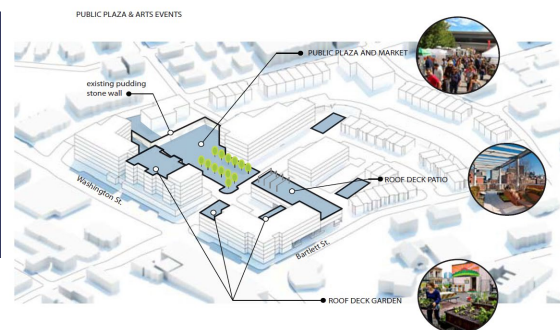 PUBLIC PLAZA & ARTS EVENTS
PUBLIC PLAZA AND MARKET
existing pudding
stone wall
Washington St.
ROOF DECK PATIO
Bartlett St.
ROOF DECK GARDEN